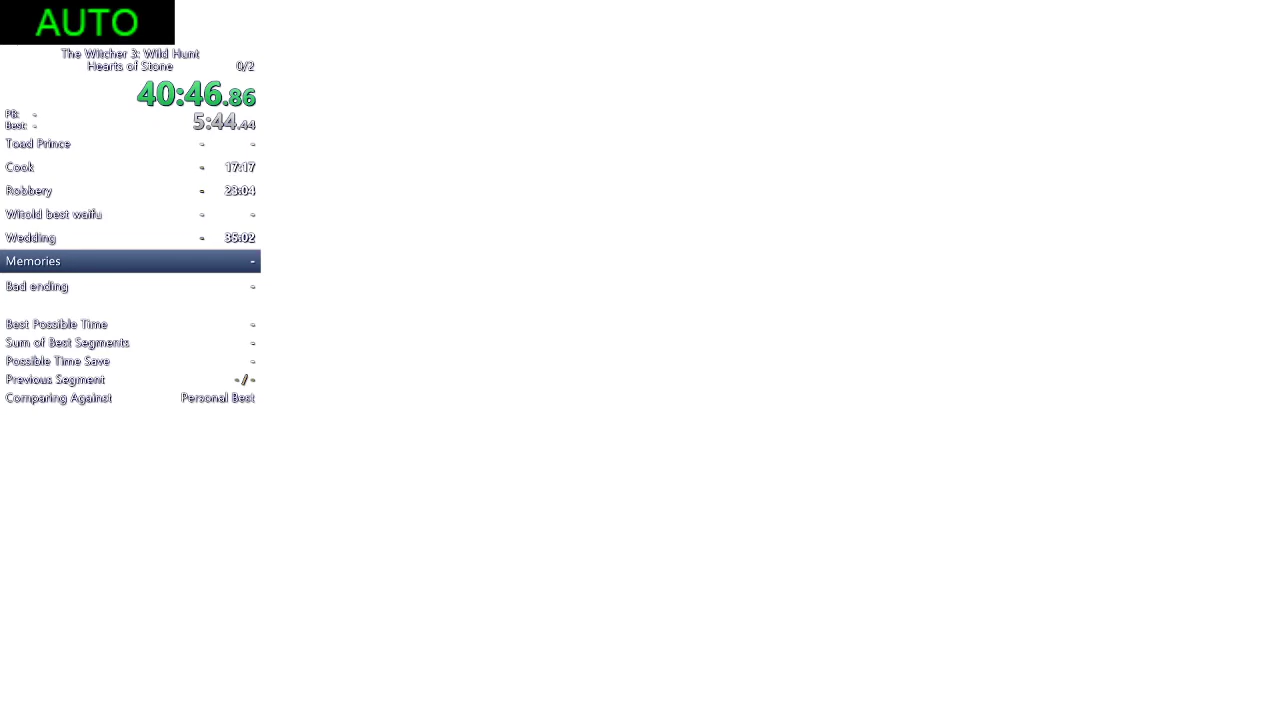 AUTO
The Witcher 3: Wild Hunt
Hearts of Stone 0/2
40:46.86
PB: -
5:44.44
Best: -
Toad Prince - -
Cook - 17:17
Robbery - 23:04
Witold best waifu - -
Wedding - 35:02
Memories -
Bad ending -
Best Possible Time -
Sum of Best Segments -
Possible Time Save -
Previous Segment - / -
Comparing Against Personal Best